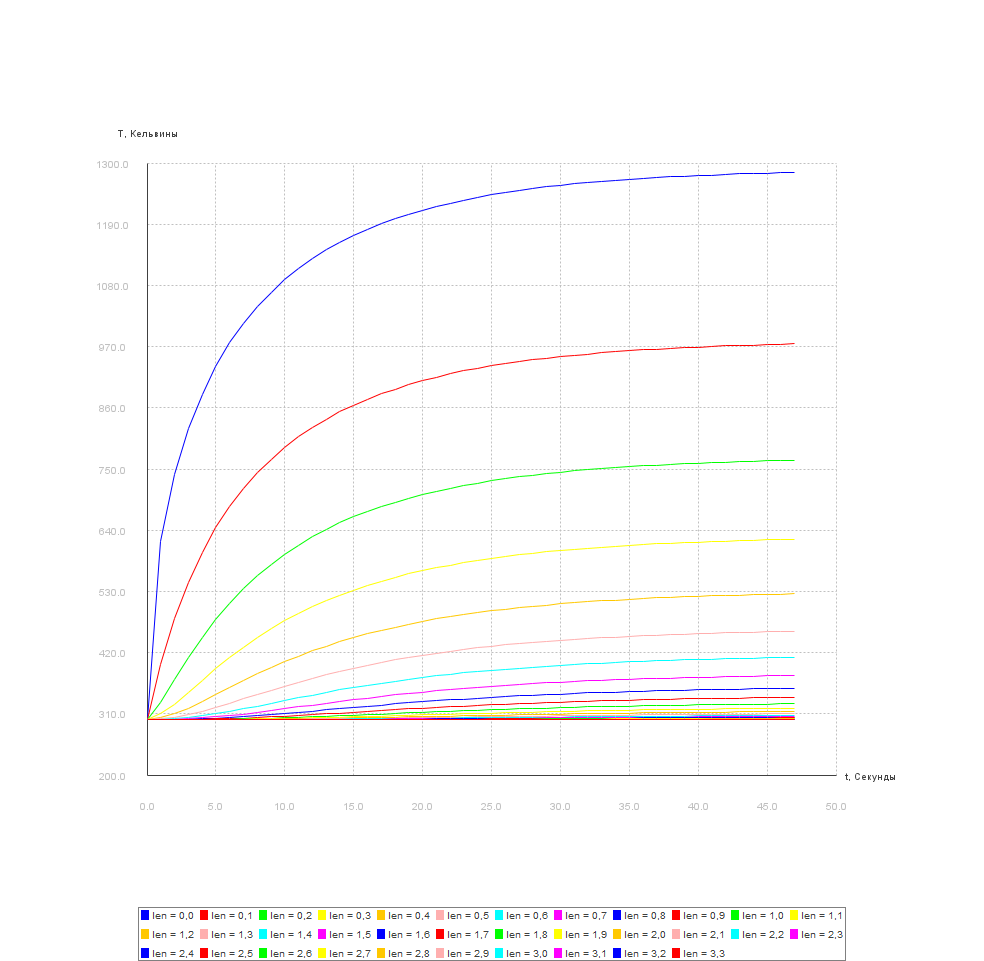 T, Кельвины
1300.0
1190.0
1080.0
970.0
860.0
750.0
640.0
530.0
420.0
310.0
200.0
t, Секунды
0.0 5.0 10.0 15.0 20.0 25.0 30.0 35.0 40.0 45.0 50.0
len = 0,0 len = 0,1 len = 0,2 len = 0,3 len = 0,4 len = 0,5 len = 0,6 len = 0,7 len = 0,8 len = 0,9 len = 1,0 len = 1,1
len = 1,2 len = 1,3 len = 1,4 len = 1,5 len = 1,6 len = 1,7 len = 1,8 len = 1,9 len = 2,0 len = 2,1 len = 2,2 len = 2,3
len = 2,4 len = 2,5 len = 2,6 len = 2,7 len = 2,8 len = 2,9 len = 3,0 len = 3,1 len = 3,2 len = 3,3